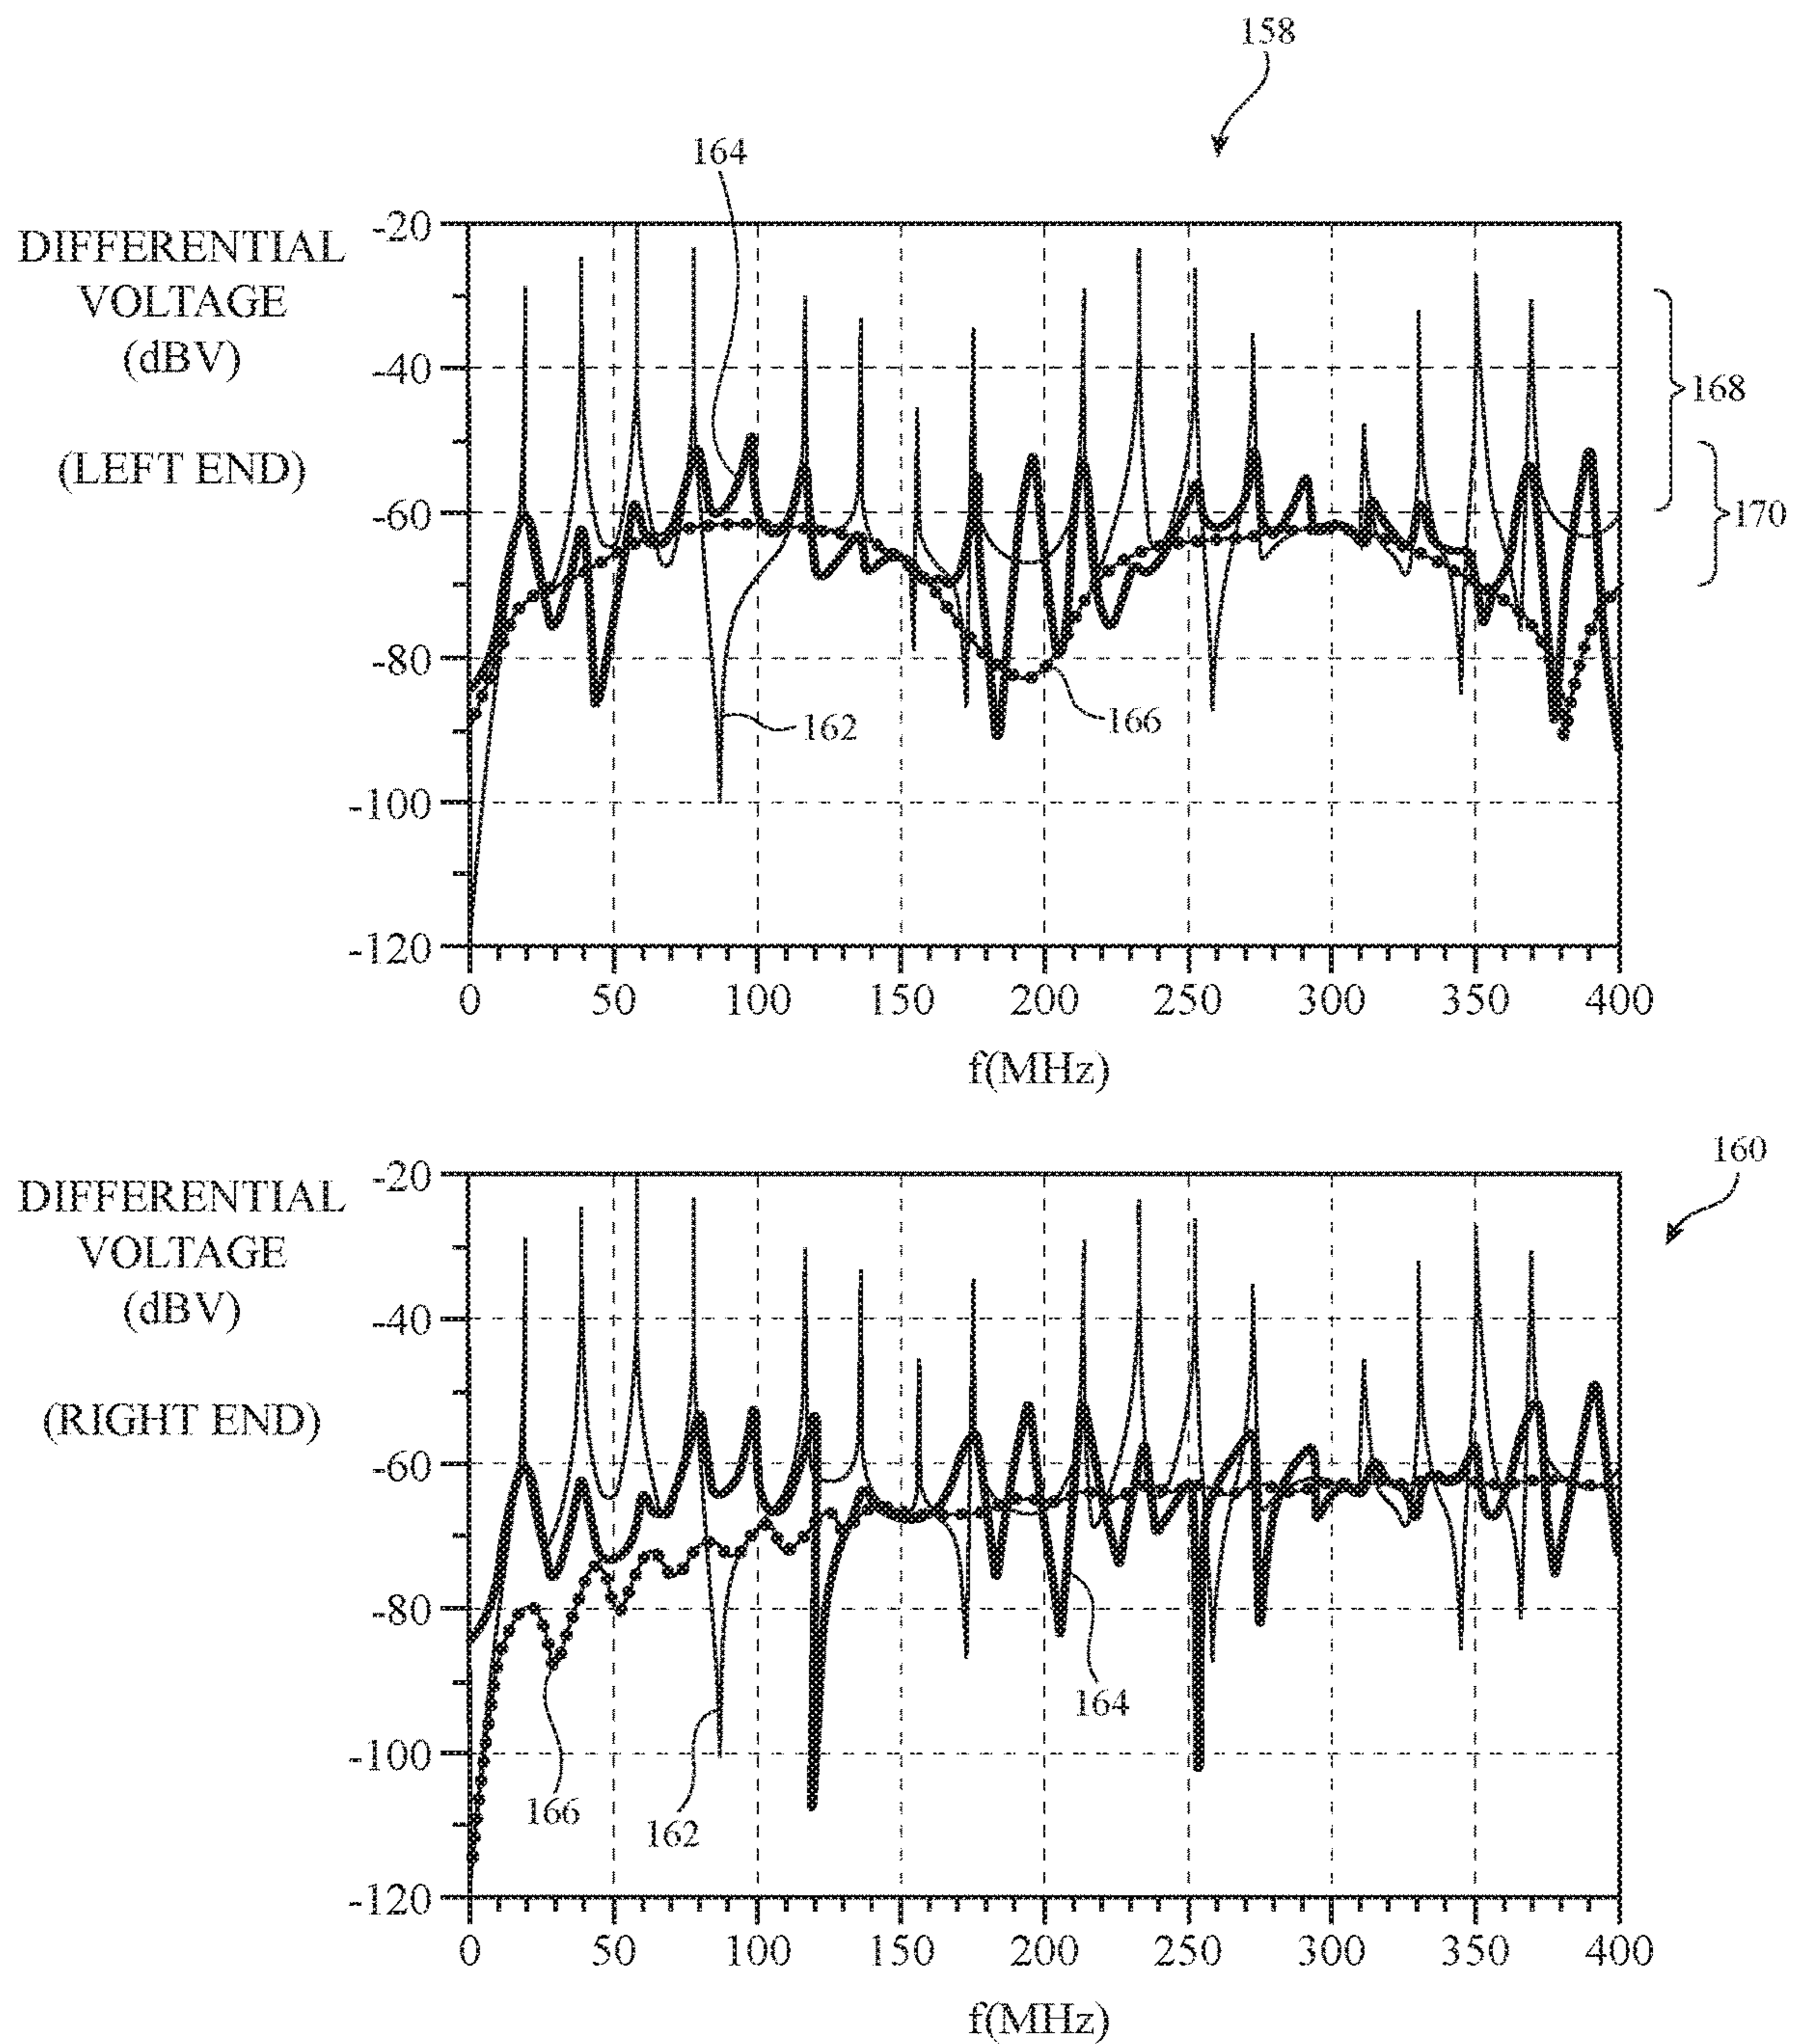 158
164
DIFFERENTIAL
VOLTAGE
(dBV)
(LEFT END)
-20
-40
-60
-80
-100
-120
168
170
162
166
0 50 100 150 200 250 300 350 400
f(MHz)
160
DIFFERENTIAL
VOLTAGE
(dBV)
(RIGHT END)
-20
-40
-60
-80
-100
-120
164
166
162
0 50 100 150 200 250 300 350 400
f(MHz)